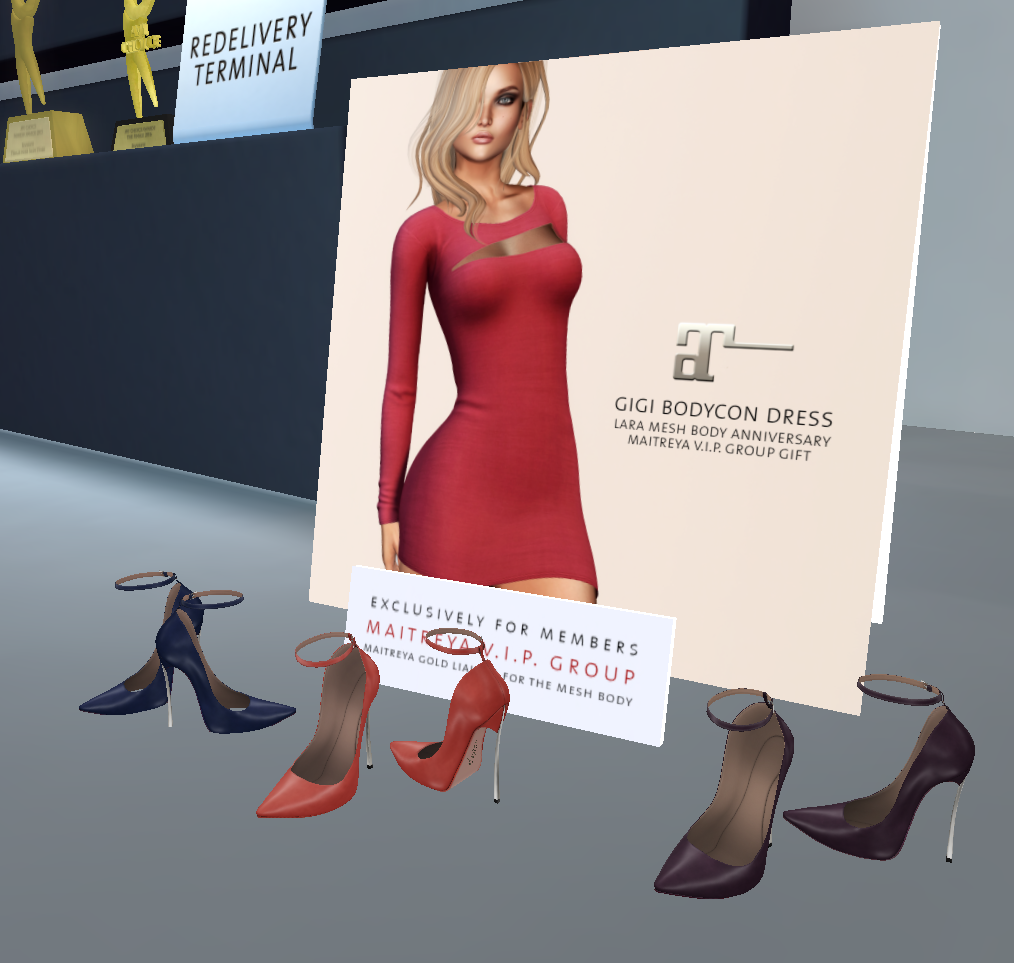 REDELIVERY
TERMINAL
GIGI BODYCON DRESS
LARA MESH BODY ANNIVERSARY
MAITREYA V.I.P. GROUP GIFT
EXCLUSIVELY FOR MEMBERS
MAITREYA V.I.P. GROUP
MAITREYA GOLD FOR THE MESH BODY